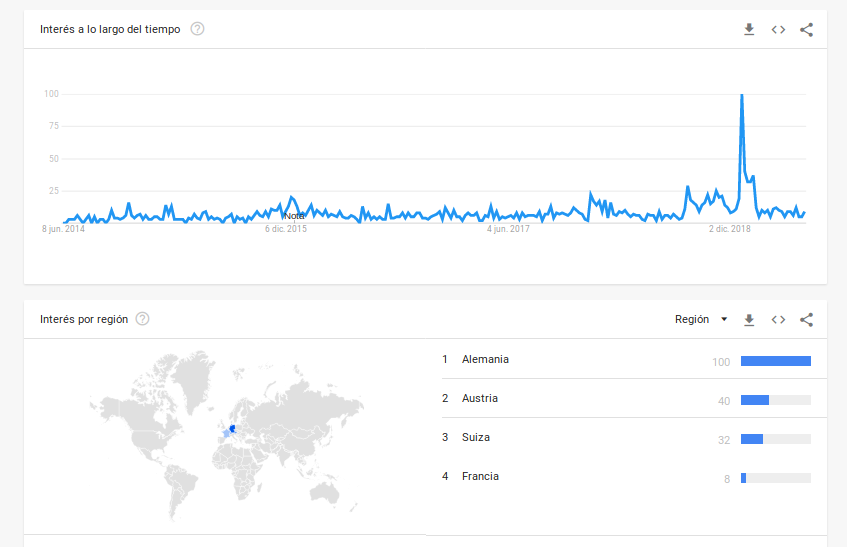 Interés a lo largo del tiempo ?
100
75
50
25
Nota
8 jun. 2014 6 dic. 2015 4 jun. 2017 2 dic. 2018
Interés por región ? Región
1 Alemania 100
2 Austria 40
3 Suiza 32
4 Francia 8